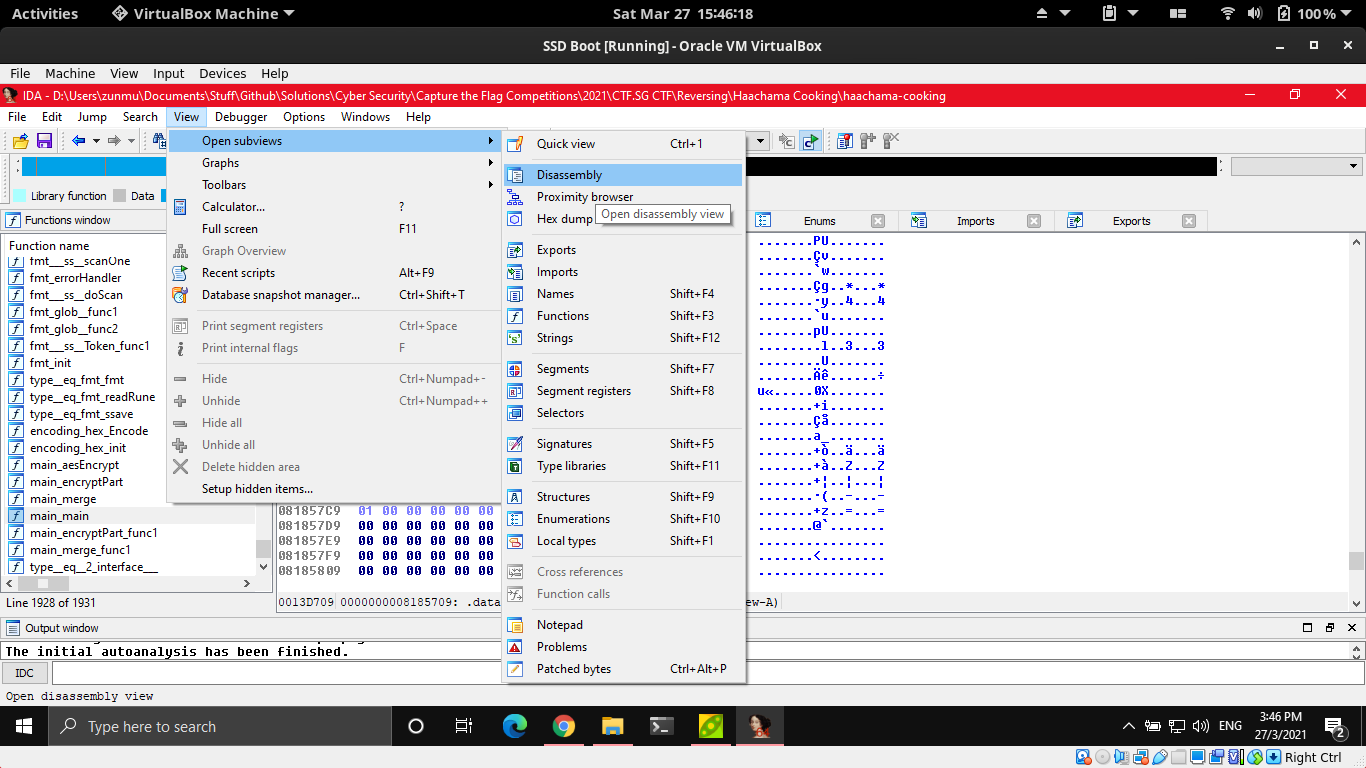 Activities
VirtualBox Machine
Sat Mar 27 15:46:18
100%
SSD Boot [Running] - Oracle VM VirtualBox
File Machine View Input Devices Help
IDA - D:\Users\zunmu\Documents\Stuff\Github\Solutions\Cyber Security\Capture the Flag Competitions\2021\CTF.SG CTF\Reversing\Haachama Cooking\haachama-cooking
File Edit Jump Search View Debugger Options Windows Help
Library function Data
Functions window
Function name
fmt__ss__scanOne
fmt_errorHandler
fmt__ss__doScan
fmt_glob__func1
fmt_glob__func2
fmt__ss__Token_func1
fmt_init
type__eq_fmt_fmt
type__eq_fmt_readRune
type__eq_fmt_ssave
encoding_hex_Encode
encoding_hex_init
main_aesEncrypt
main_encryptPart
main_merge
main_main
main_encryptPart_func1
main_merge_func1
type__eq__2_interface__
Line 1928 of 1931
Open subviews
Graphs
Toolbars
Calculator... ?
Full screen F11
Graph Overview
Recent scripts Alt+F9
Database snapshot manager... Ctrl+Shift+T
Print segment registers Ctrl+Space
Print internal flags F
Hide Ctrl+Numpad+-
Unhide Ctrl+Numpad++
Hide all
Unhide all
Delete hidden area
Setup hidden items...
Quick view Ctrl+1
Disassembly
Proximity browser
Hex dump
Open disassembly view
Exports
Imports
Names Shift+F4
Functions Shift+F3
Strings Shift+F12
Segments Shift+F7
Segment registers Shift+F8
Selectors
Signatures Shift+F5
Type libraries Shift+F11
Structures Shift+F9
Enumerations Shift+F10
Local types Shift+F1
Cross references
Function calls
Notepad
Problems
Patched bytes Ctrl+Alt+P
Enums
Imports
Exports
081857C9 01 00 00 00 00 00
081857D9 00 00 00 00 00 00
081857E9 00 00 00 00 00 00
081857F9 00 00 00 00 00 00
08185809 00 00 00 00 00 00
0013D709 0000000008185709: .data
ew-A)
Output window
The initial autoanalysis has been finished.
IDC
Open disassembly view
Type here to search
ENG
3:46 PM
27/3/2021
2
Right Ctrl